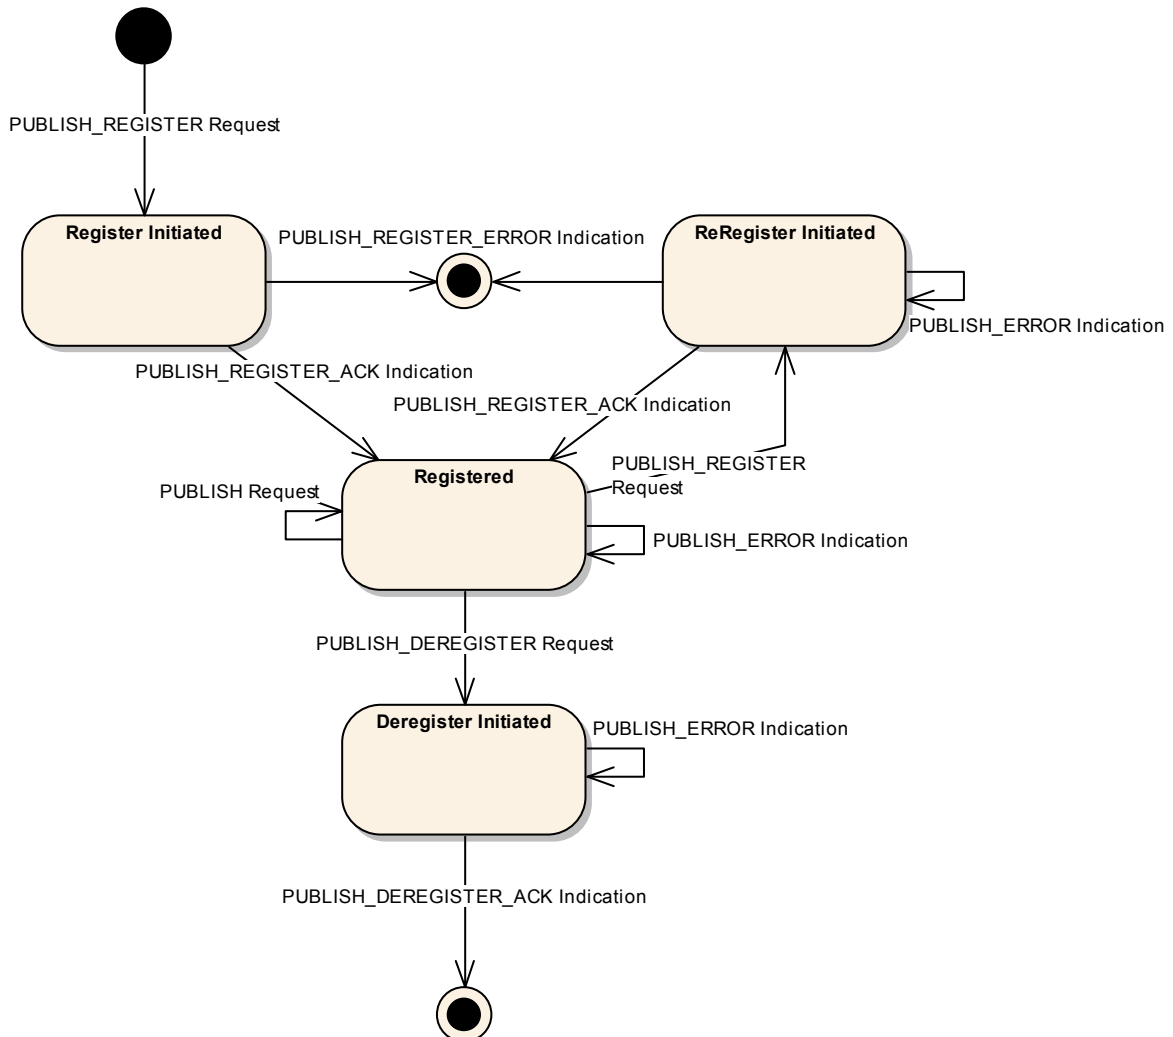 PUBLISH_REGISTER Request
Register Initiated
ReRegister Initiated
PUBLISH_REGISTER_ERROR Indication
PUBLISH_ERROR Indication
PUBLISH_REGISTER_ACK Indication
PUBLISH_REGISTER_ACK Indication
PUBLISH_REGISTER
Request
Registered
PUBLISH Request
PUBLISH_ERROR Indication
PUBLISH_DEREGISTER Request
Deregister Initiated
PUBLISH_ERROR Indication
PUBLISH_DEREGISTER_ACK Indication